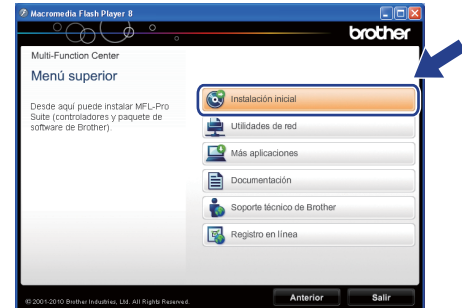 Macromedia Flash Player 8
brother
Multi-Function Center
Menú superior
Desde aquí puede instalar MFL-Pro
Suite (controladores y paquete de
software de Brother).
Instalación inicial
Utilidades de red
Más aplicaciones
Documentación
Soporte técnico de Brother
Registro en línea
© 2001-2010 Brother Industries, Ltd. All Rights Reserved.
Anterior
Salir